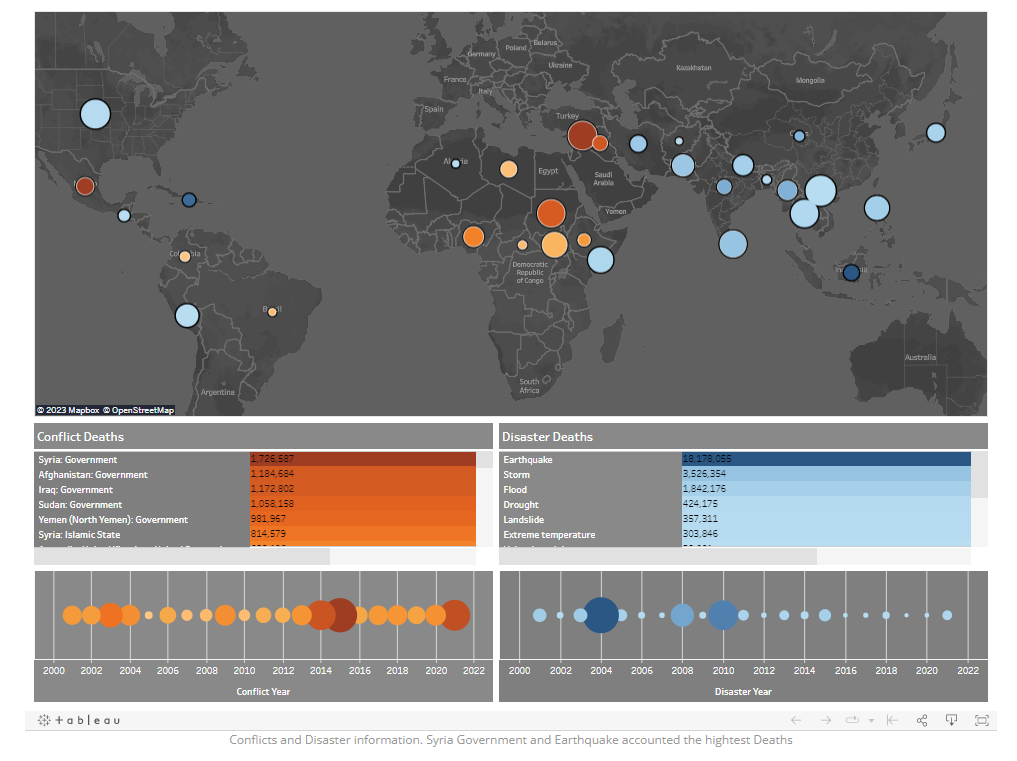 Belarus
Germany
Poland
Ukraine
Kazakhstan
France
Mongolia
Italy
Spain
Turkey
Egypt
Saudi
Arabia
Yemen
Democratic
Republic
of Congo
Australia
South
Africa
Argentina
© 2023 Mapbox © OpenStreetMap
Conflict Deaths
Syria: Government 1,726,587
Afghanistan: Government 1,184,684
Iraq: Government 1,172,802
Sudan: Government 1,058,158
Yemen (North Yemen): Government 981,967
Syria: Islamic State 814,579
Disaster Deaths
Earthquake 18,178,055
Storm 3,526,354
Flood 1,842,176
Drought 424,175
Landslide 357,311
Extreme temperature 303,846
2000 2002 2004 2006 2008 2010 2012 2014 2016 2018 2020 2022
Conflict Year
2000 2002 2004 2006 2008 2010 2012 2014 2016 2018 2020 2022
Disaster Year
+ a b | e a u
Conflicts and Disaster information. Syria Government and Earthquake accounted the hightest Deaths